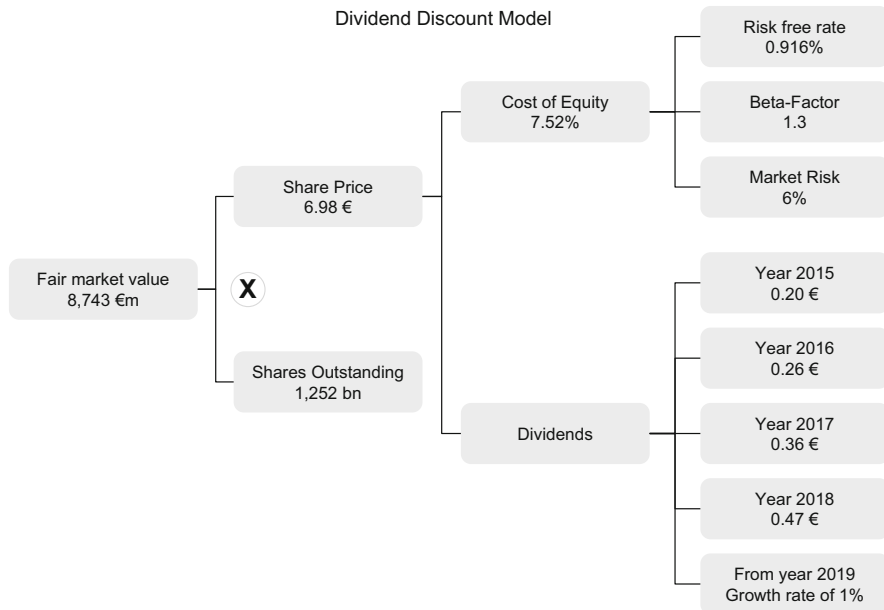 Dividend Discount Model
Fair market value
8,743 €m
Share Price
6.98 €
X
Shares Outstanding
1,252 bn
Cost of Equity
7.52%
Dividends
Risk free rate
0.916%
Beta-Factor
1.3
Market Risk
6%
Year 2015
0.20 €
Year 2016
0.26 €
Year 2017
0.36 €
Year 2018
0.47 €
From year 2019
Growth rate of 1%